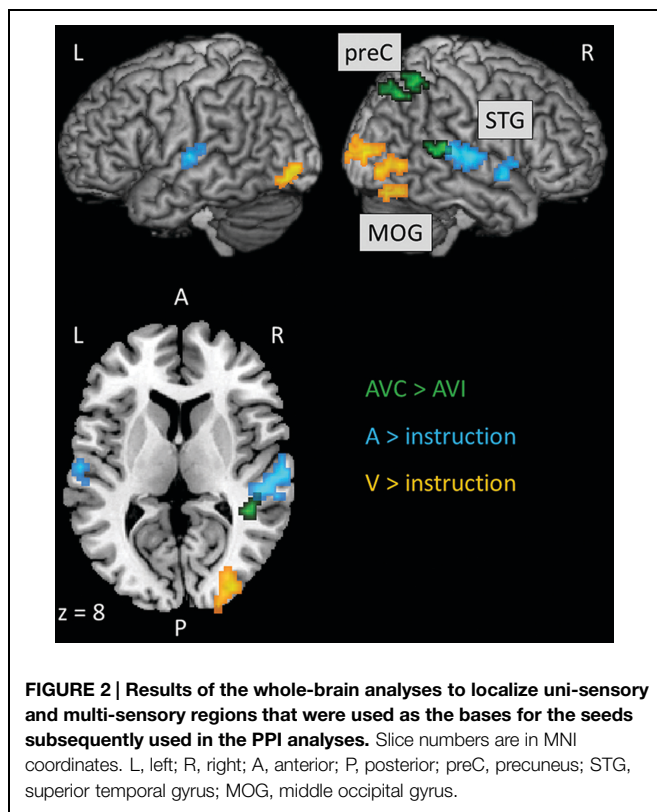 L
preC
R
STG
MOG
A
L
R
AVC > AVI
A > instruction
V > instruction
z = 8
P
FIGURE 2 | Results of the whole-brain analyses to localize uni-sensory
and multi-sensory regions that were used as the bases for the seeds
subsequently used in the PPI analyses. Slice numbers are in MNI
coordinates. L, left; R, right; A, anterior; P, posterior; preC, precuneus; STG,
superior temporal gyrus; MOG, middle occipital gyrus.